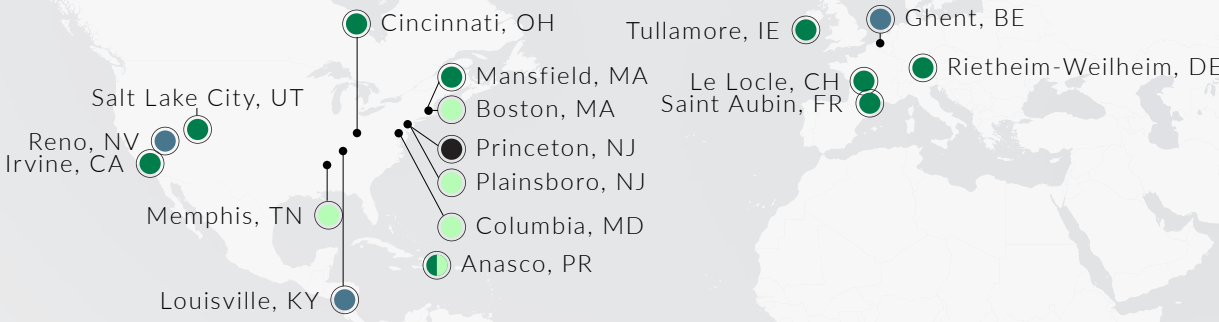 Cincinnati, OH
Mansfield, MA
Boston, MA
Salt Lake City, UT
Reno, NV
Irvine, CA
Princeton, NJ
Plainsboro, NJ
Memphis, TN
Columbia, MD
Anasco, PR
Louisville, KY
Tullamore, IE
Ghent, BE
Le Locle, CH
Rietheim-Weilheim, DE
Saint Aubin, FR